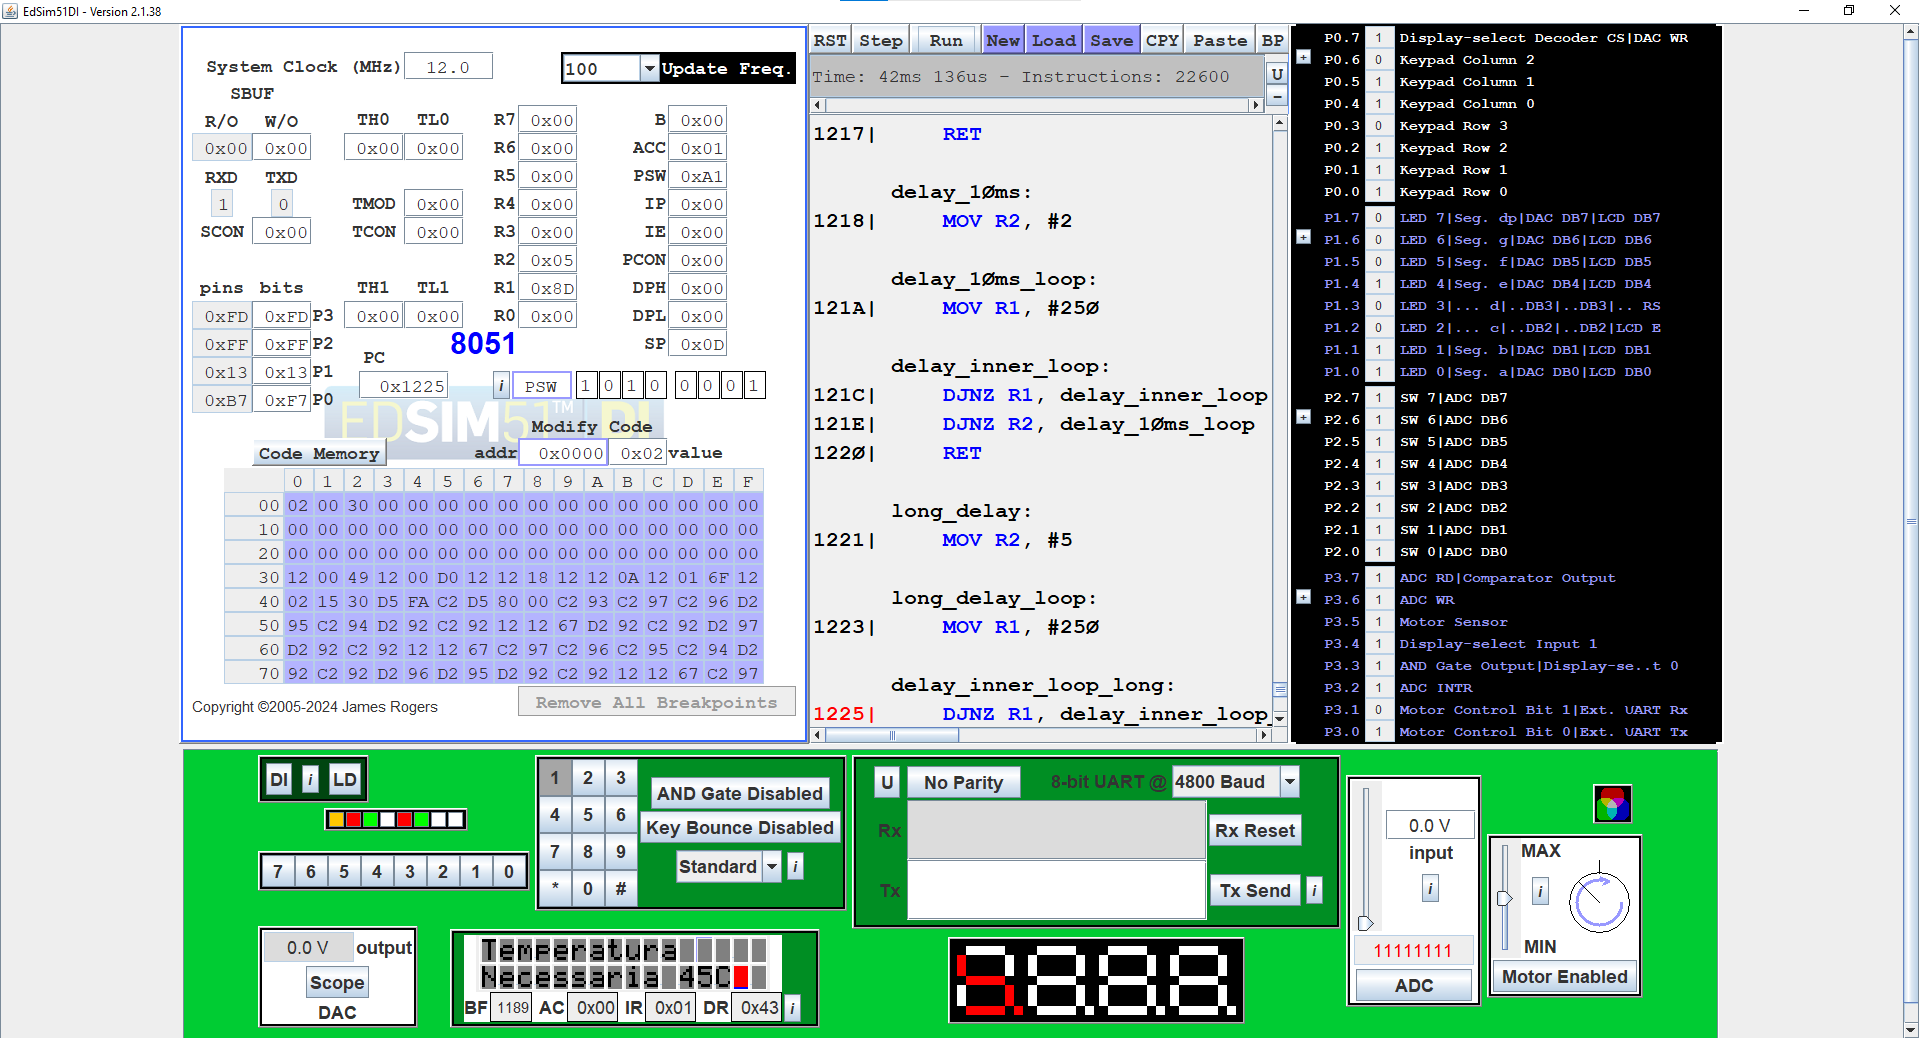 EdSim51DI - Version 2.1.38
System Clock (MHz) 12.0 100 Update Freq.
SBUF
R/O W/O TH0 TL0 R7 0x00 B 0x00
0x00 0x00 0x00 0x00 R6 0x00 ACC 0x01
RXD TXD R5 0x00 PSW 0xA1
1 0 TMOD 0x00 R4 0x00 IP 0x00
SCON 0x00 TCON 0x00 R3 0x00 IE 0x00
R2 0x05 PCON 0x00
pins bits TH1 TL1 R1 0x8D DPH 0x00
0xFD 0xFD P3 0x00 0x00 R0 0x00 DPL 0x00
0xFF 0xFF P2 8051 SP 0x0D
PC
0x13 0x13 P1 0x1225 i PSW 1 0 1 0 0 0 0 1
0xB7 0xF7 P0
EDSIM51™ DI
Modify Code
Code Memory addr 0x0000 0x02 value
0 1 2 3 4 5 6 7 8 9 A B C D E F
00 02 00 30 00 00 00 00 00 00 00 00 00 00 00 00 00
10 00 00 00 00 00 00 00 00 00 00 00 00 00 00 00 00
20 00 00 00 00 00 00 00 00 00 00 00 00 00 00 00 00
30 12 00 49 12 00 D0 12 12 18 12 12 0A 12 01 6F 12
40 02 15 30 D5 FA C2 D5 80 00 C2 93 C2 97 C2 96 D2
50 95 C2 94 D2 92 C2 92 12 12 67 D2 92 C2 92 D2 97
60 D2 92 C2 92 12 12 67 C2 97 C2 96 C2 95 C2 94 D2
70 92 C2 92 D2 96 D2 95 D2 92 C2 92 12 12 67 C2 97
Copyright ©2005-2024 James Rogers Remove All Breakpoints
RST Step Run New Load Save CPY Paste BP
Time: 42ms 136us - Instructions: 22600 U
-
1217| RET
delay_1Øms:
1218| MOV R2, #2
delay_1Øms_loop:
121A| MOV R1, #25Ø
delay_inner_loop:
121C| DJNZ R1, delay_inner_loop
121E| DJNZ R2, delay_1Øms_loop
122Ø| RET
long_delay:
1221| MOV R2, #5
long_delay_loop:
1223| MOV R1, #25Ø
delay_inner_loop_long:
1225| DJNZ R1, delay_inner_loop_
P0.7 1 Display-select Decoder CS|DAC WR
+ P0.6 0 Keypad Column 2
P0.5 1 Keypad Column 1
P0.4 1 Keypad Column 0
P0.3 0 Keypad Row 3
P0.2 1 Keypad Row 2
P0.1 1 Keypad Row 1
P0.0 1 Keypad Row 0
P1.7 0 LED 7|Seg. dp|DAC DB7|LCD DB7
+ P1.6 0 LED 6|Seg. g|DAC DB6|LCD DB6
P1.5 0 LED 5|Seg. f|DAC DB5|LCD DB5
P1.4 1 LED 4|Seg. e|DAC DB4|LCD DB4
P1.3 0 LED 3|... d|..DB3|..DB3|.. RS
P1.2 0 LED 2|... c|..DB2|..DB2|LCD E
P1.1 1 LED 1|Seg. b|DAC DB1|LCD DB1
P1.0 1 LED 0|Seg. a|DAC DB0|LCD DB0
P2.7 1 SW 7|ADC DB7
+ P2.6 1 SW 6|ADC DB6
P2.5 1 SW 5|ADC DB5
P2.4 1 SW 4|ADC DB4
P2.3 1 SW 3|ADC DB3
P2.2 1 SW 2|ADC DB2
P2.1 1 SW 1|ADC DB1
P2.0 1 SW 0|ADC DB0
P3.7 1 ADC RD|Comparator Output
+ P3.6 1 ADC WR
P3.5 1 Motor Sensor
P3.4 1 Display-select Input 1
P3.3 1 AND Gate Output|Display-se..t 0
P3.2 1 ADC INTR
P3.1 0 Motor Control Bit 1|Ext. UART Rx
P3.0 1 Motor Control Bit 0|Ext. UART Tx
DI i LD
7 6 5 4 3 2 1 0
0.0 V output
Scope
DAC
1 2 3
4 5 6
7 8 9
* 0 #
AND Gate Disabled
Key Bounce Disabled
Standard i
Temperatura
Necessaria 45C
BF 1189 AC 0x00 IR 0x01 DR 0x43 i
U No Parity 8-bit UART @ 4800 Baud
Rx Rx Reset
Tx Tx Send i
5.8.8.8.
0.0 V
input
i
11111111
ADC
MAX
i
MIN
Motor Enabled